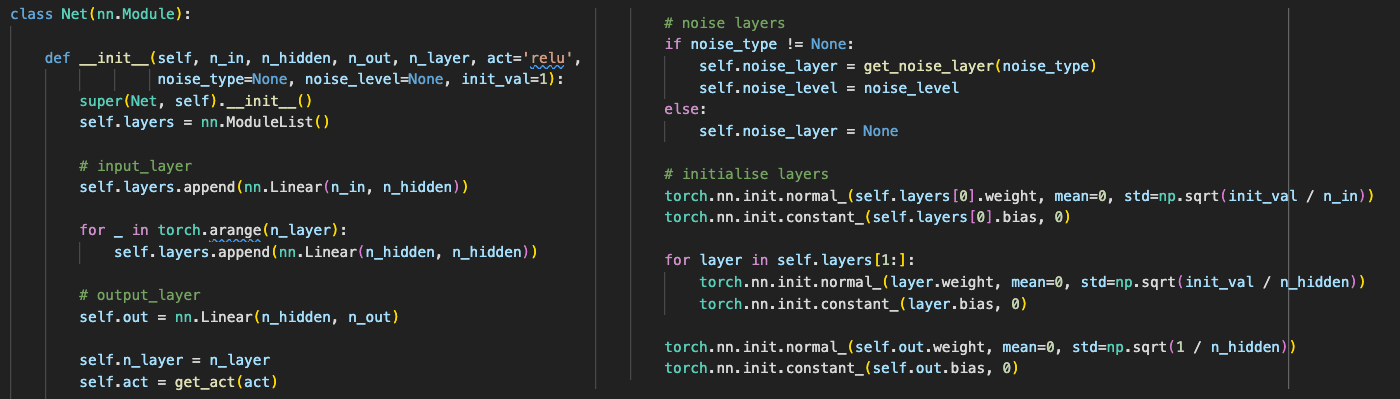 class Net(nn.Module):
def __init__(self, n_in, n_hidden, n_out, n_layer, act='relu',
noise_type=None, noise_level=None, init_val=1):
super(Net, self).__init__()
self.layers = nn.ModuleList()
# input_layer
self.layers.append(nn.Linear(n_in, n_hidden))
for _ in torch.arange(n_layer):
self.layers.append(nn.Linear(n_hidden, n_hidden))
# output_layer
self.out = nn.Linear(n_hidden, n_out)
self.n_layer = n_layer
self.act = get_act(act)
# noise layers
if noise_type != None:
self.noise_layer = get_noise_layer(noise_type)
self.noise_level = noise_level
else:
self.noise_layer = None
# initialise layers
torch.nn.init.normal_(self.layers[0].weight, mean=0, std=np.sqrt(init_val / n_in))
torch.nn.init.constant_(self.layers[0].bias, 0)
for layer in self.layers[1:]:
torch.nn.init.normal_(layer.weight, mean=0, std=np.sqrt(init_val / n_hidden))
torch.nn.init.constant_(layer.bias, 0)
torch.nn.init.normal_(self.out.weight, mean=0, std=np.sqrt(1 / n_hidden))
torch.nn.init.constant_(self.out.bias, 0)